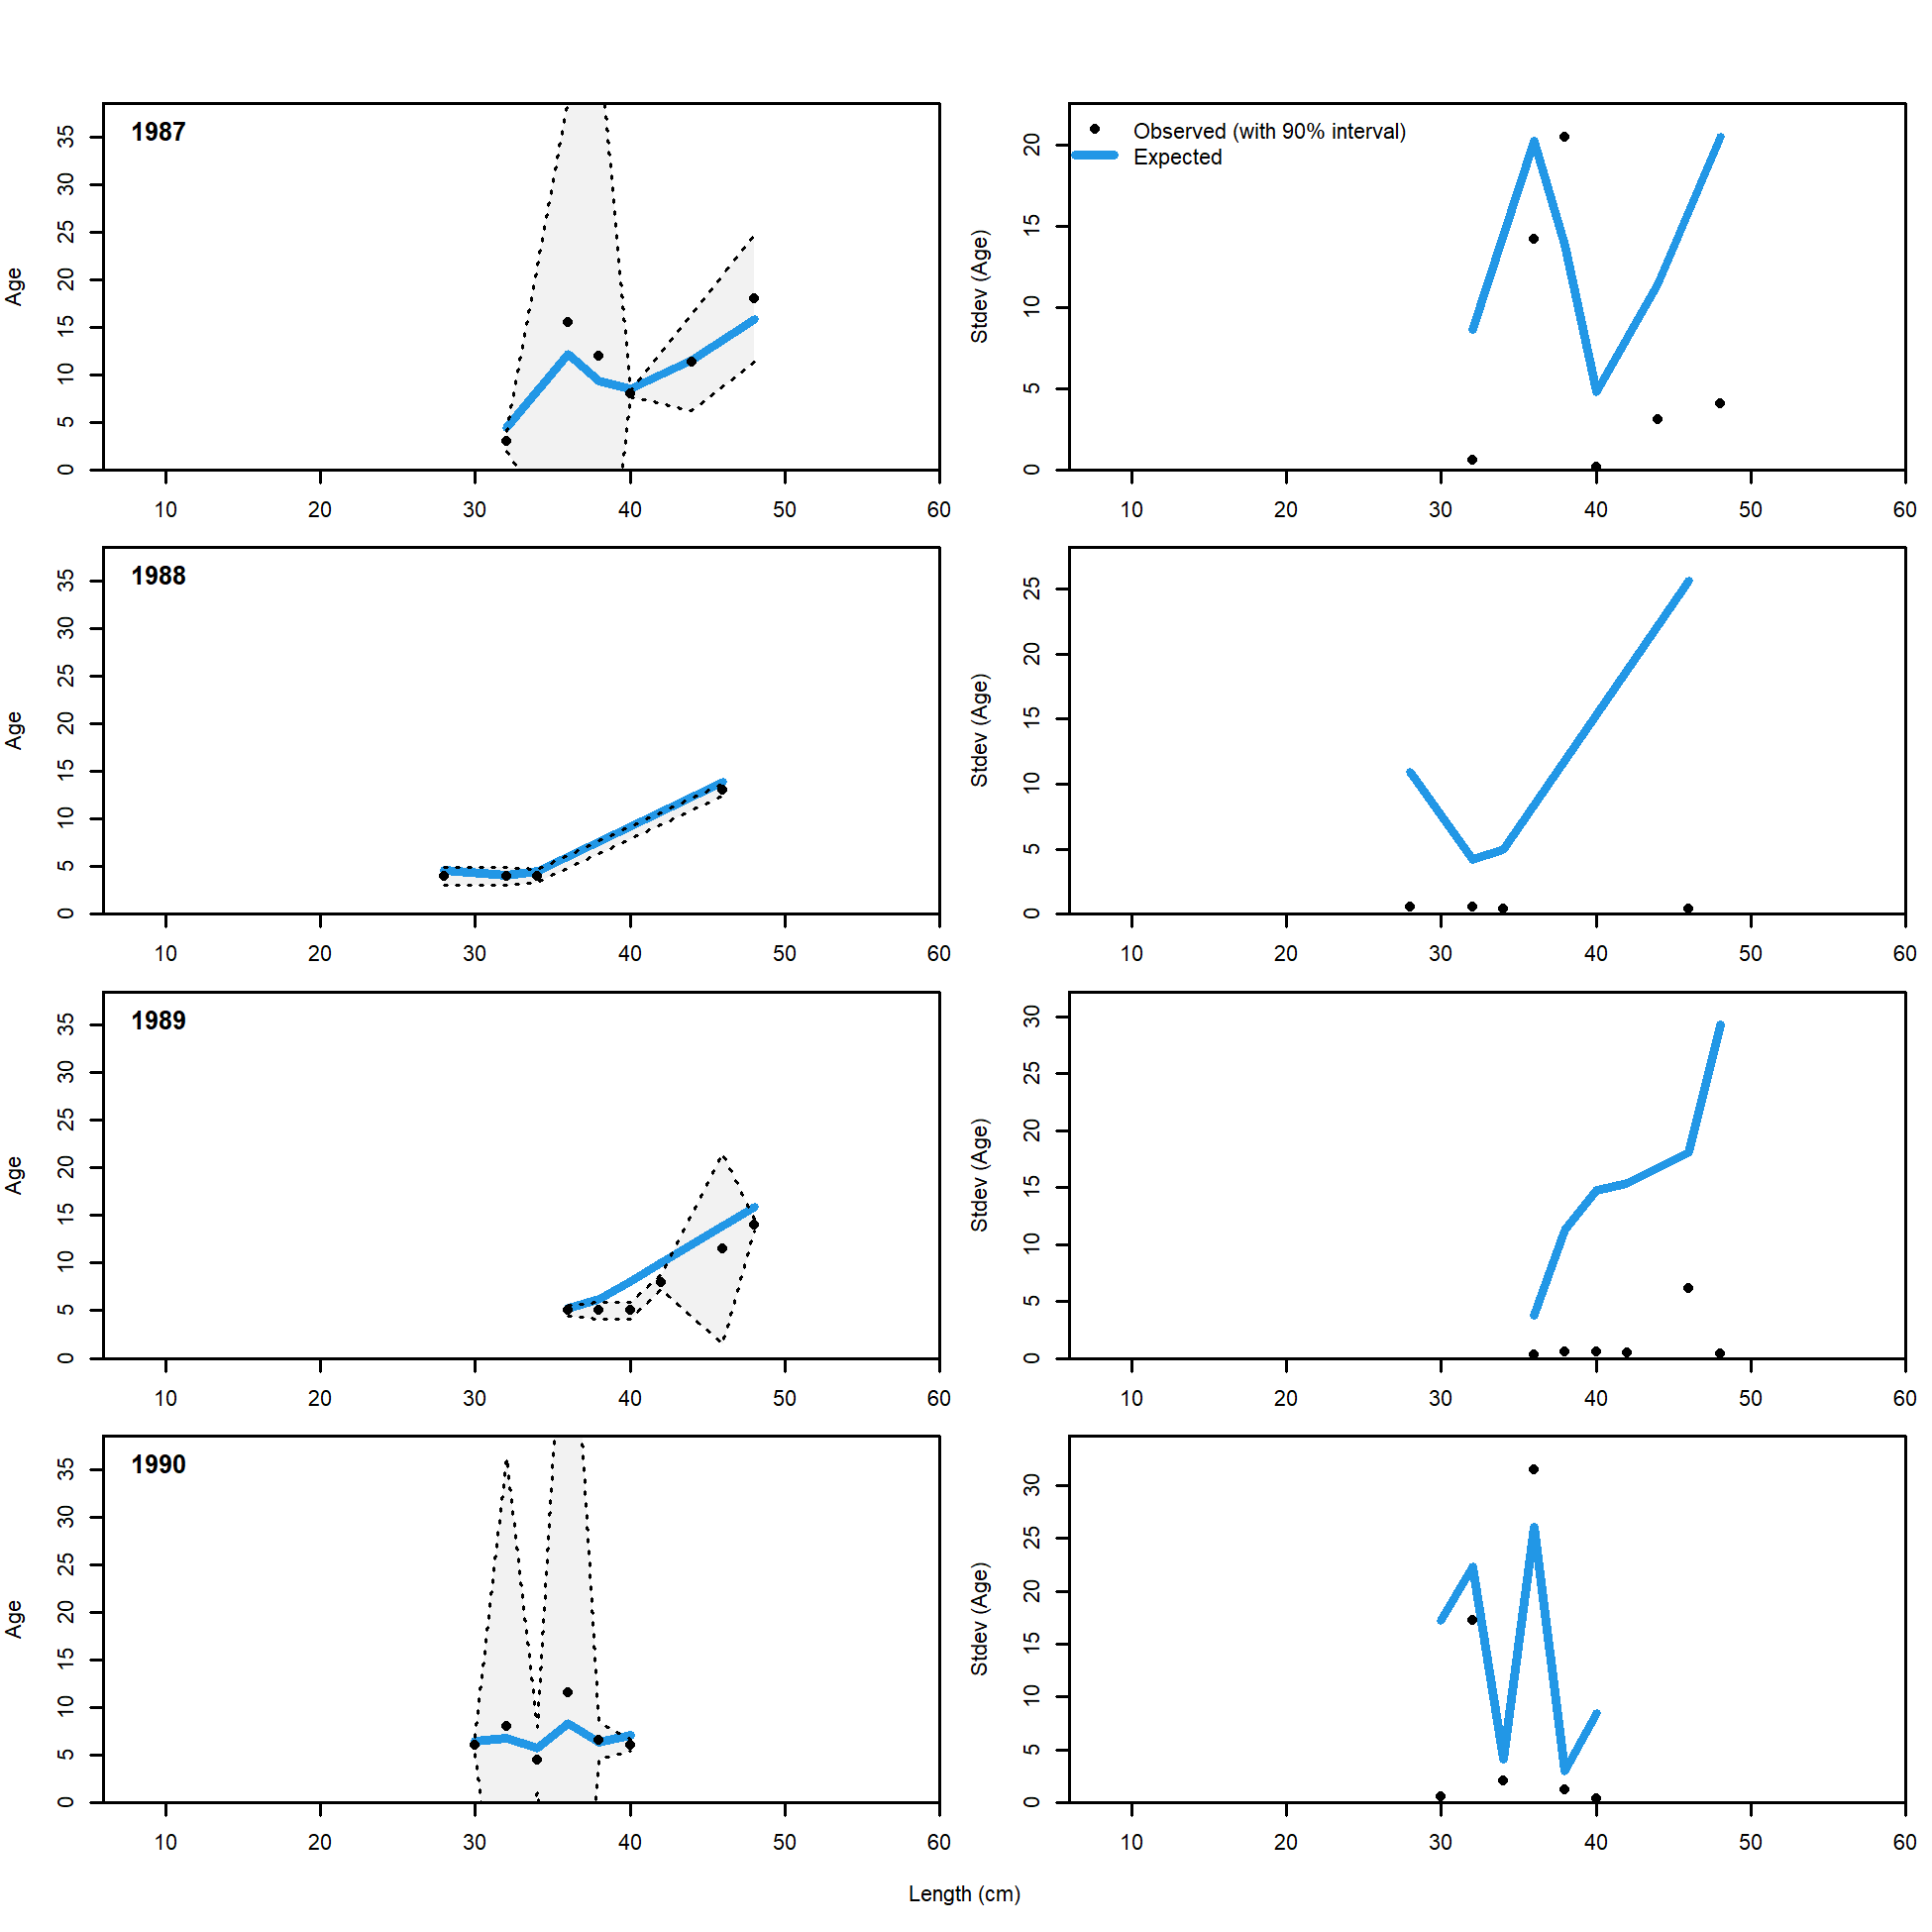 1987
Age
0 5 10 15 20 25 30 35
10 20 30 40 50 60
Observed (with 90% interval)
Expected
Stdev (Age)
0 5 10 15 20
10 20 30 40 50 60
1988
Age
0 5 10 15 20 25 30 35
10 20 30 40 50 60
Stdev (Age)
0 5 10 15 20 25
10 20 30 40 50 60
1989
Age
0 5 10 15 20 25 30 35
10 20 30 40 50 60
Stdev (Age)
0 5 10 15 20 25 30
10 20 30 40 50 60
1990
Age
0 5 10 15 20 25 30 35
10 20 30 40 50 60
Stdev (Age)
0 5 10 15 20 25 30
10 20 30 40 50 60
Length (cm)